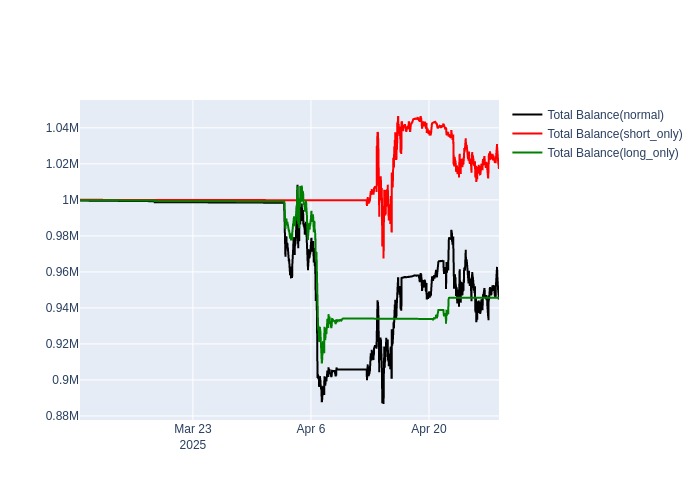 1.04M
1.02M
1M
0.98M
0.96M
0.94M
0.92M
0.9M
0.88M
Mar 23
2025
Apr 6
Apr 20
Total Balance(normal)
Total Balance(short_only)
Total Balance(long_only)